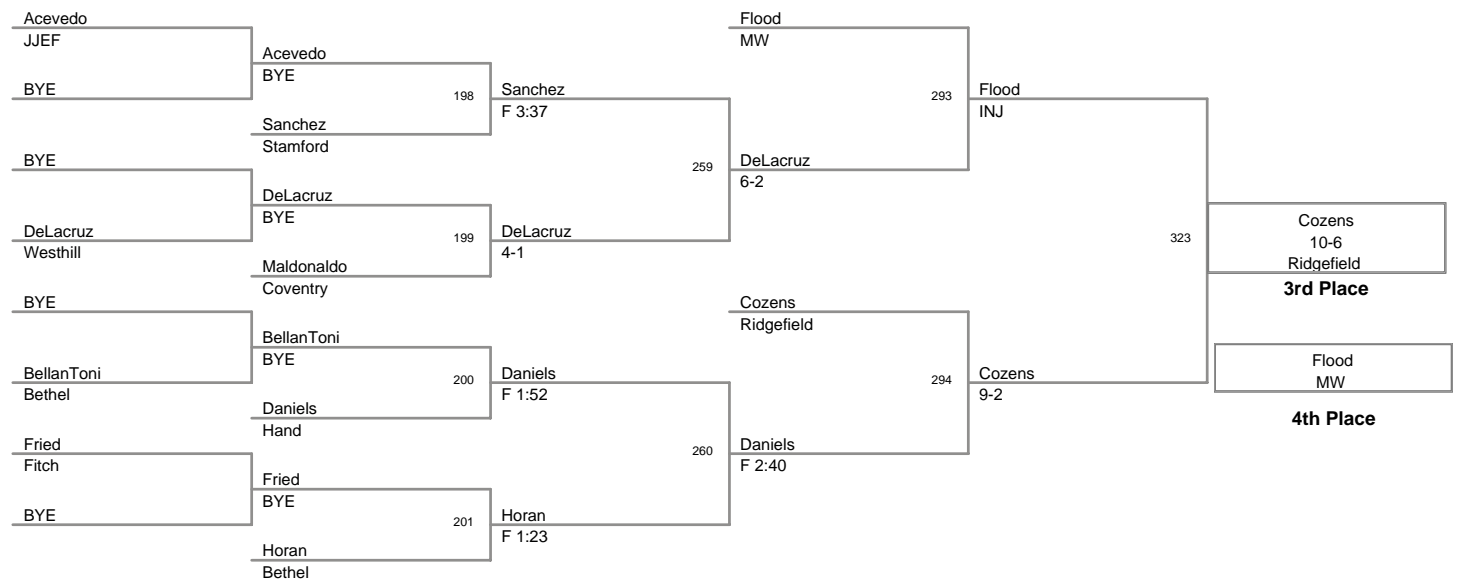 Acevedo
JJEF
BYE
BYE
DeLacruz
Westhill
BYE
BellanToni
Bethel
Fried
Fitch
BYE
Acevedo
BYE
198
Sanchez
Stamford
DeLacruz
BYE
199
Maldonaldo
Coventry
BellanToni
BYE
200
Daniels
Hand
Fried
BYE
201
Horan
Bethel
Sanchez
F 3:37
259
DeLacruz
4-1
Daniels
F 1:52
260
Horan
F 1:23
Flood
MW
293
DeLacruz
6-2
Cozens
Ridgefield
294
Daniels
F 2:40
Flood
INJ
323
Cozens
9-2
Cozens
10-6
Ridgefield
3rd Place
Flood
MW
4th Place